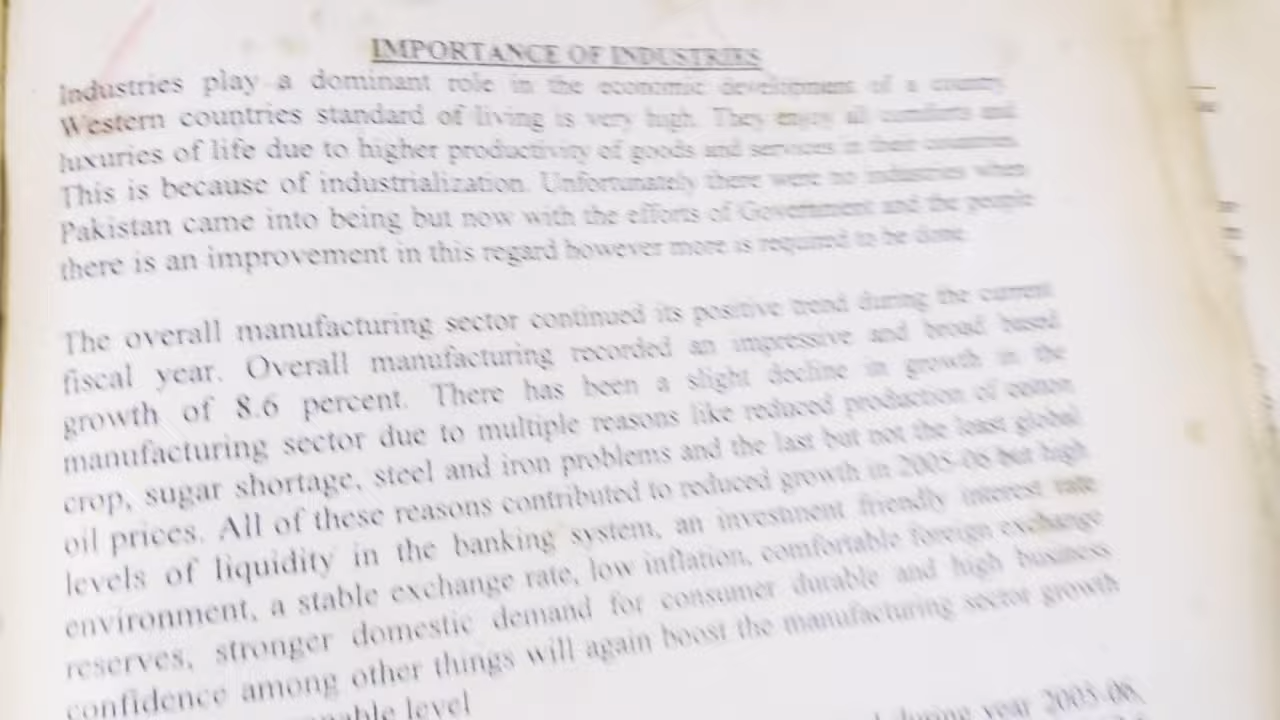 IMPORTANCE OF INDUSTRIES
Industries play a dominant role in the economic development of a country
Western countries standard of living is very high. They enjoy all comforts and
luxuries of life due to higher productivity of goods and services in their countries.
This is because of industrialization. Unfortunately there were no industries when
Pakistan came into being but now with the efforts of Government and the people
there is an improvement in this regard however more is required to be done.
The overall manufacturing sector continued its positive trend during the current
fiscal year. Overall manufacturing recorded an impressive and broad based
growth of 8.6 percent. There has been a slight decline in growth in the
manufacturing sector due to multiple reasons like reduced production of cotton
crop, sugar shortage, steel and iron problems and the last but not the least global
oil prices. All of these reasons contributed to reduced growth in 2005-06 but high
levels of liquidity in the banking system, an investment friendly interest rate
environment, a stable exchange rate, low inflation, comfortable foreign exchange
reserves, stronger domestic demand for consumer durable and high business
confidence among other things will again boost the manufacturing sector growth
level
during year 2005-06,